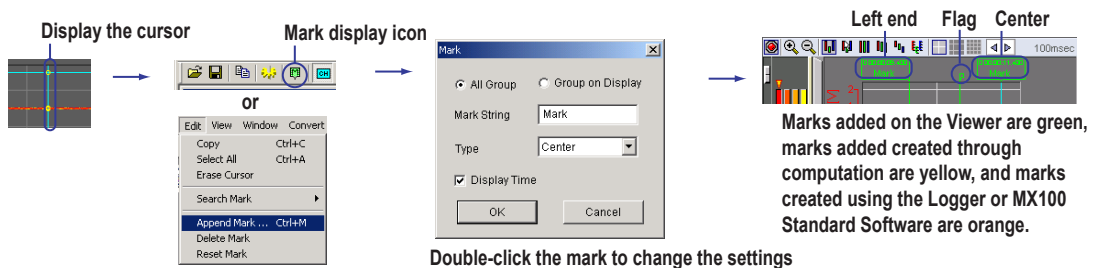 Display the cursor
Mark display icon
CH
or
Edit View Window Convert
Copy Ctrl+C
Select All Ctrl+A
Erase Cursor
Search Mark
Append Mark ... Ctrl+M
Delete Mark
Reset Mark
Mark
All Group Group on Display
Mark String Mark
Type Center
Display Time
OK Cancel
Double-click the mark to change the settings
Left end Flag Center
100msec
Mark Mark
2
Marks added on the Viewer are green,
marks added created through
computation are yellow, and marks
created using the Logger or MX100
Standard Software are orange.